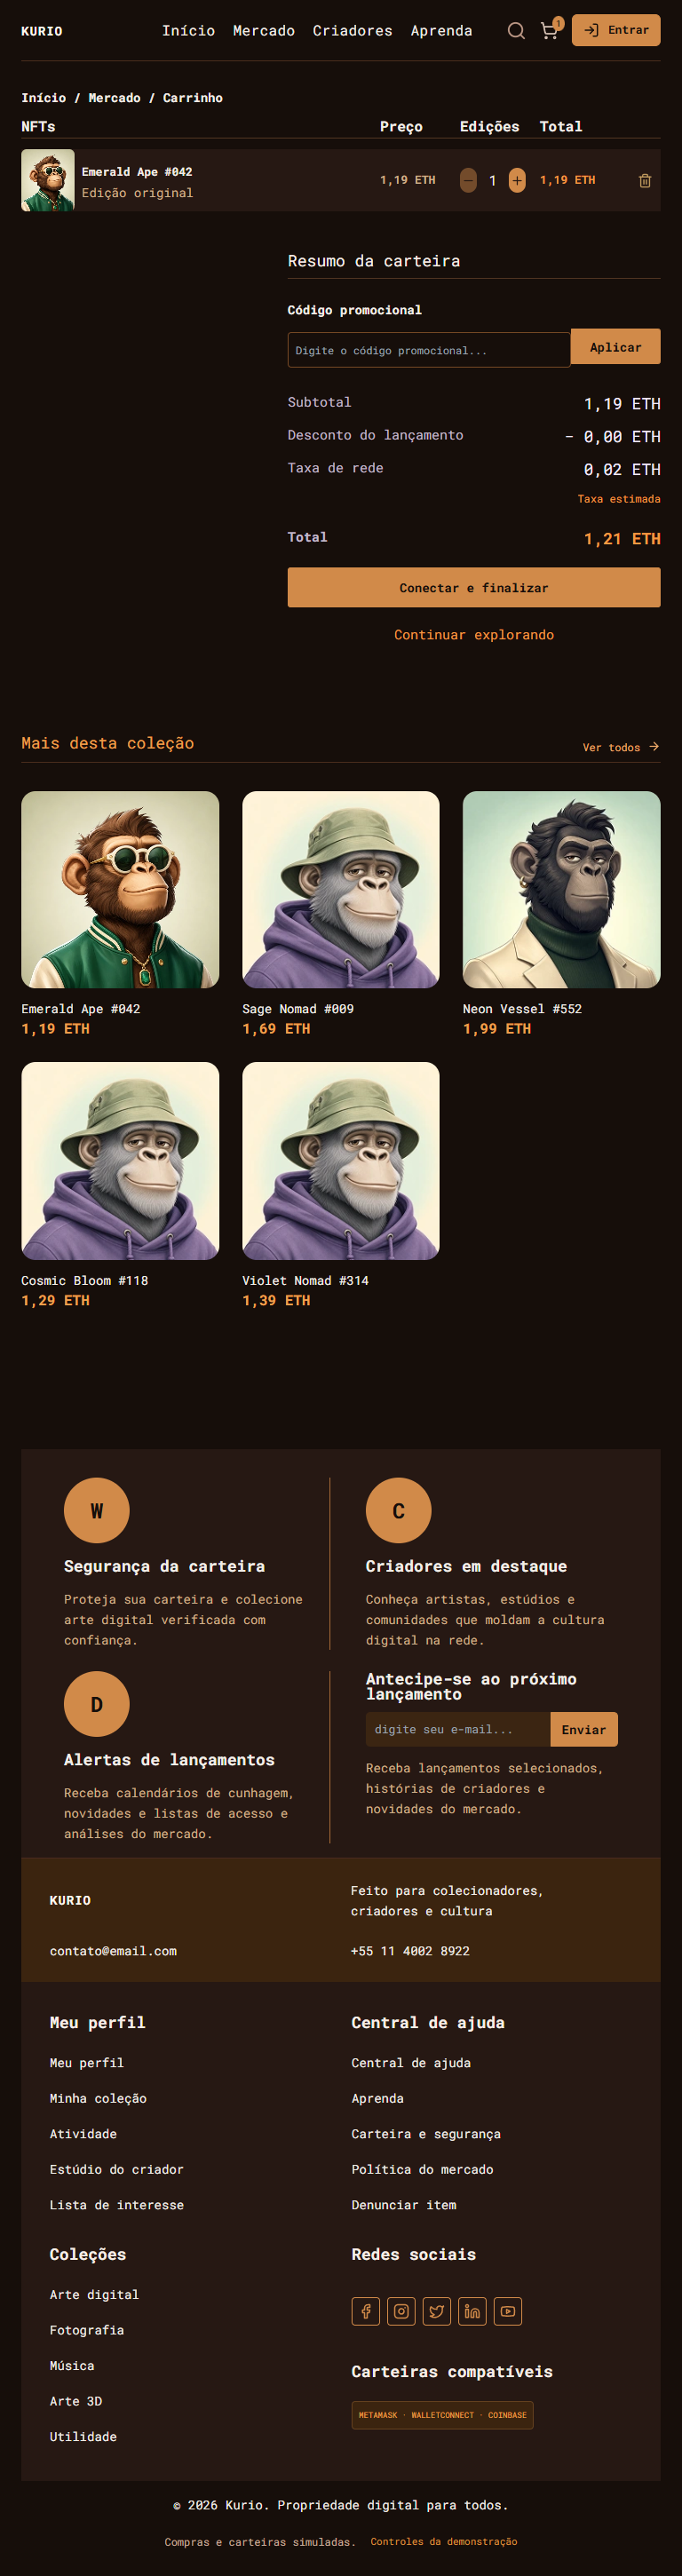 KURIO
Início Mercado Criadores Aprenda
1
Entrar
Início / Mercado / Carrinho
NFTs Preço Edições Total
Emerald Ape #042
Edição original
1,19 ETH − 1 + 1,19 ETH
Resumo da carteira
Código promocional
Digite o código promocional... Aplicar
Subtotal 1,19 ETH
Desconto do lançamento − 0,00 ETH
Taxa de rede 0,02 ETH
Taxa estimada
Total 1,21 ETH
Conectar e finalizar
Continuar explorando
Mais desta coleção Ver todos →
Emerald Ape #042 Sage Nomad #009 Neon Vessel #552
1,19 ETH 1,69 ETH 1,99 ETH
Cosmic Bloom #118 Violet Nomad #314
1,29 ETH 1,39 ETH
W
Segurança da carteira
Proteja sua carteira e colecione
arte digital verificada com
confiança.
C
Criadores em destaque
Conheça artistas, estúdios e
comunidades que moldam a cultura
digital na rede.
D
Alertas de lançamentos
Receba calendários de cunhagem,
novidades e listas de acesso e
análises do mercado.
Antecipe-se ao próximo
lançamento
digite seu e-mail... Enviar
Receba lançamentos selecionados,
histórias de criadores e
novidades do mercado.
KURIO
Feito para colecionadores,
criadores e cultura
contato@email.com +55 11 4002 8922
Meu perfil
Meu perfil
Minha coleção
Atividade
Estúdio do criador
Lista de interesse
Central de ajuda
Central de ajuda
Aprenda
Carteira e segurança
Política do mercado
Denunciar item
Coleções
Arte digital
Fotografia
Música
Arte 3D
Utilidade
Redes sociais
Carteiras compatíveis
METAMASK · WALLETCONNECT · COINBASE
© 2026 Kurio. Propriedade digital para todos.
Compras e carteiras simuladas. Controles da demonstração